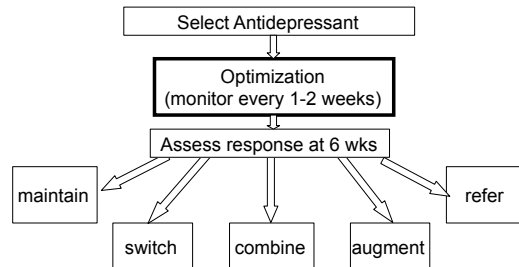 Select Antidepressant
Optimization
(monitor every 1-2 weeks)
Assess response at 6 wks
maintain
refer
switch
combine
augment